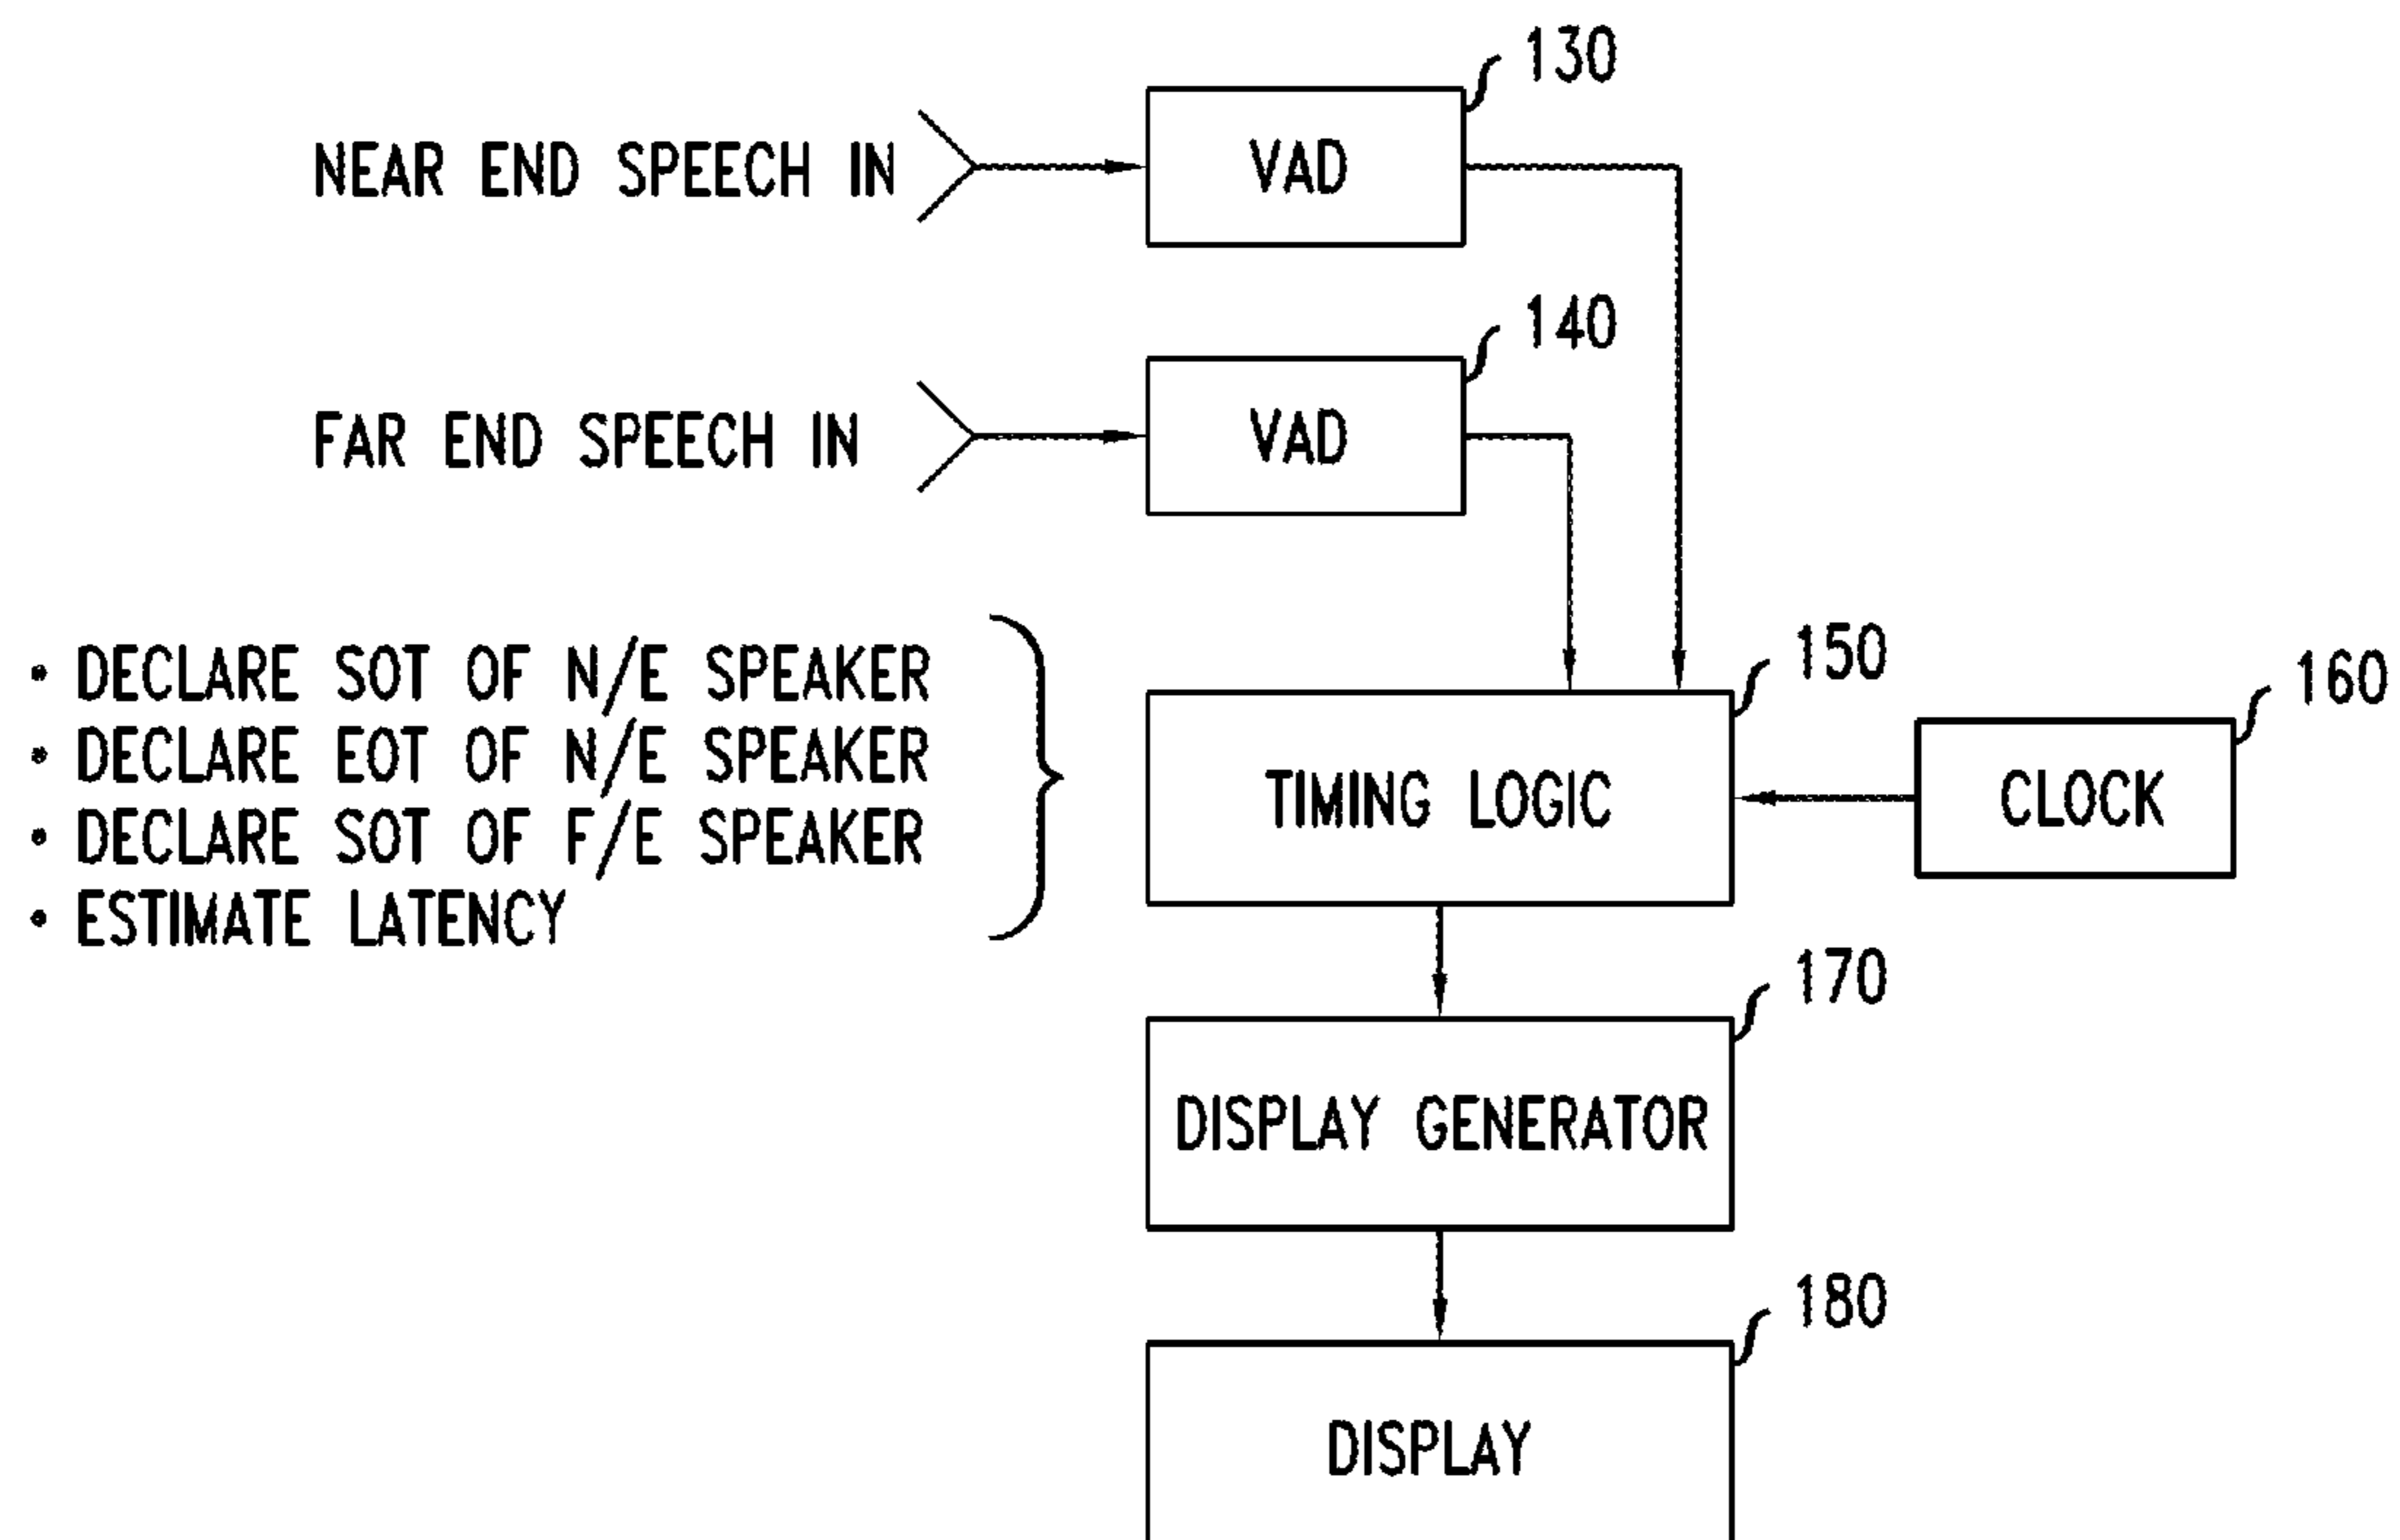 130
NEAR END SPEECH IN
VAD
140
FAR END SPEECH IN
VAD
150
160
• DECLARE SOT OF N/E SPEAKER
• DECLARE EOT OF N/E SPEAKER
• DECLARE SOT OF F/E SPEAKER
• ESTIMATE LATENCY
TIMING LOGIC
CLOCK
170
DISPLAY GENERATOR
180
DISPLAY